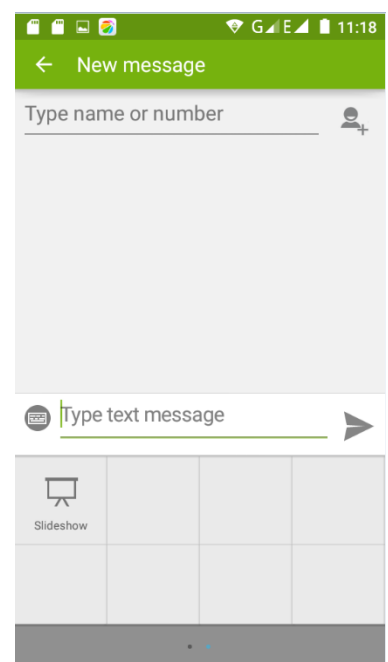 G E 11:18
New message
Type name or number
Type text message
Slideshow